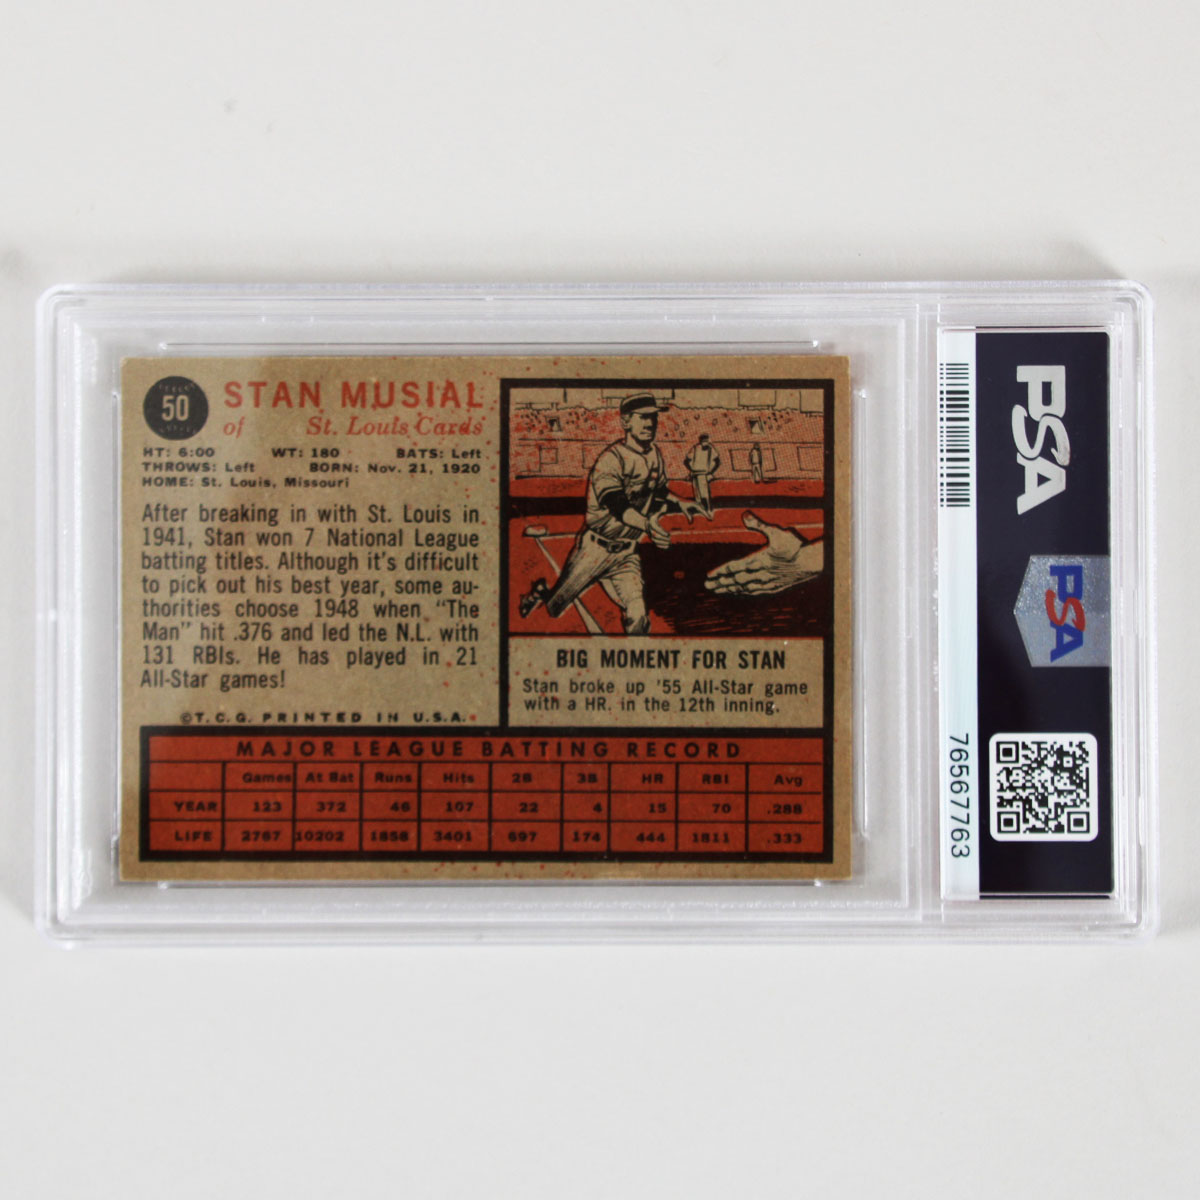 50
STAN MUSIAL
of St. Louis Cards
HT: 6:00 WT: 180 BATS: Left
THROWS: Left BORN: Nov. 21, 1920
HOME: St. Louis, Missouri
After breaking in with St. Louis in
1941, Stan won 7 National League
batting titles. Although it's difficult
to pick out his best year, some au-
thorities choose 1948 when "The
Man" hit .376 and led the N.L. with
131 RBIs. He has played in 21
All-Star games!
©T.C.G. PRINTED IN U.S.A.
BIG MOMENT FOR STAN
Stan broke up '55 All-Star game
with a HR. in the 12th inning.
MAJOR LEAGUE BATTING RECORD
Games At Bat Runs Hits 2B 3B HR RBI Avg
YEAR 123 372 46 107 22 4 15 70 .288
LIFE 2767 10202 1858 3401 697 174 444 1811 .333
PSA
PSA
76567763